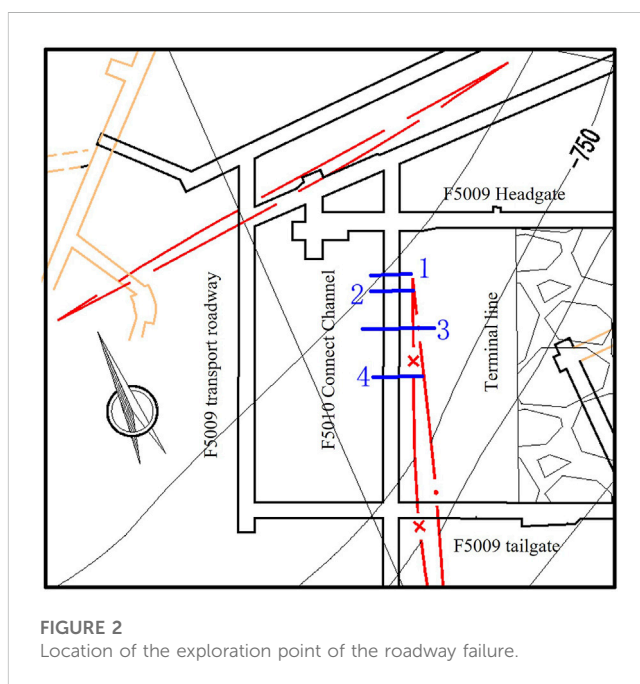 -750
F5009 Headgate
1
2
3
4
F5009 transport roadway
F5010 Connect Channel
Terminal line
F5009 tailgate
FIGURE 2
Location of the exploration point of the roadway failure.